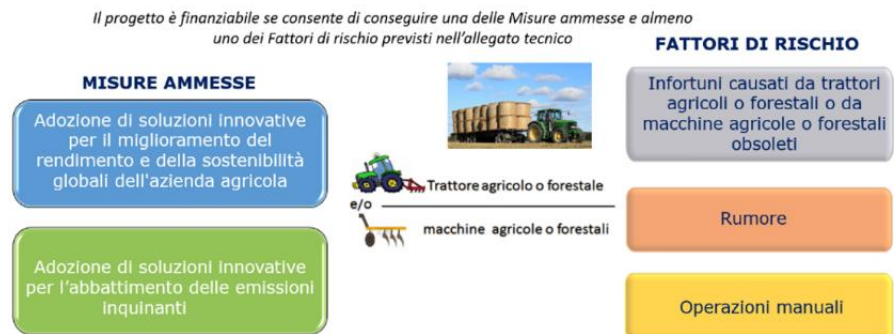 Il progetto è finanziabile se consente di conseguire una delle Misure ammesse e almeno
uno dei Fattori di rischio previsti nell'allegato tecnico
MISURE AMMESSE
Adozione di soluzioni innovative
per il miglioramento del
rendimento e della sostenibilità
globali dell'azienda agricola
Adozione di soluzioni innovative
per l'abbattimento delle emissioni
inquinanti
Trattore agricolo o forestale
e/o
macchine agricole o forestali
FATTORI DI RISCHIO
Infortuni causati da trattori
agricoli o forestali o da
macchine agricole o forestali
obsoleti
Rumore
Operazioni manuali